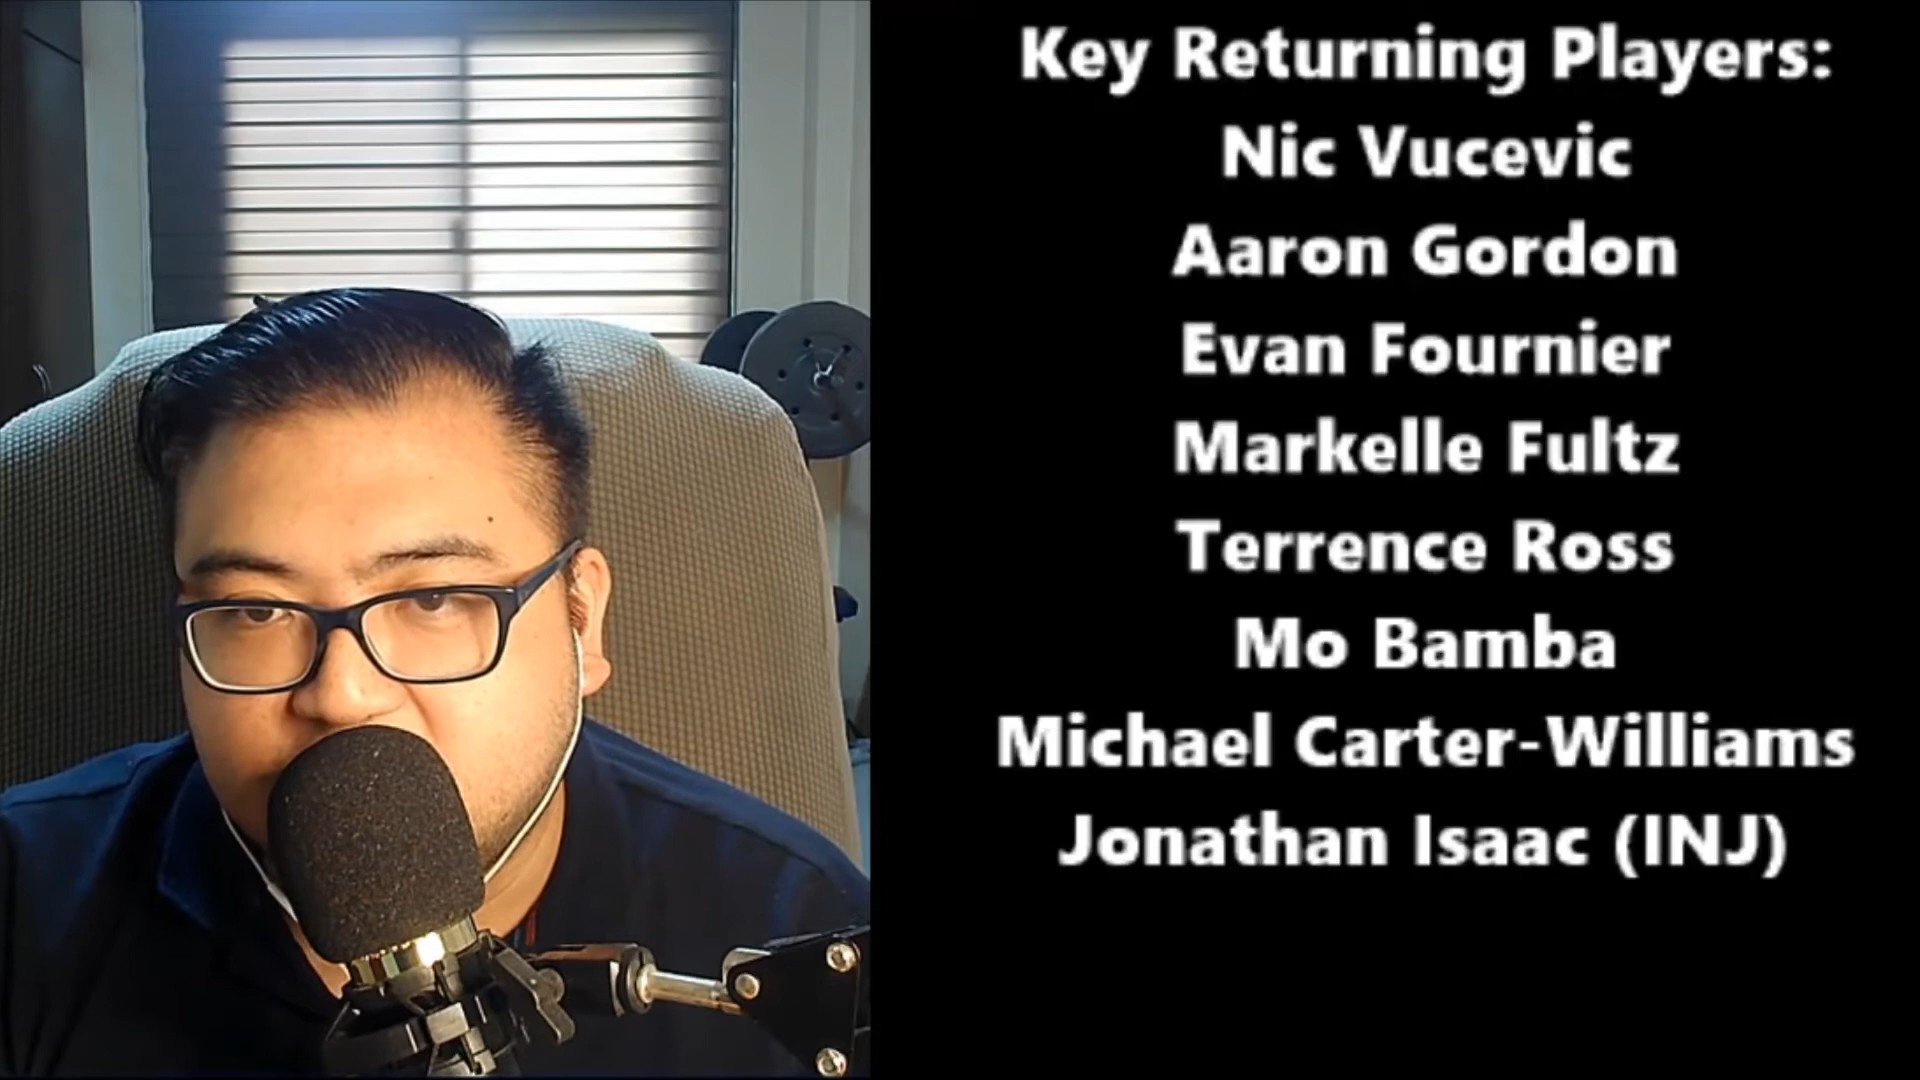 Key Returning Players:
Nic Vucevic
Aaron Gordon
Evan Fournier
Markelle Fultz
Terrence Ross
Mo Bamba
Michael Carter-Williams
Jonathan Isaac (INJ)